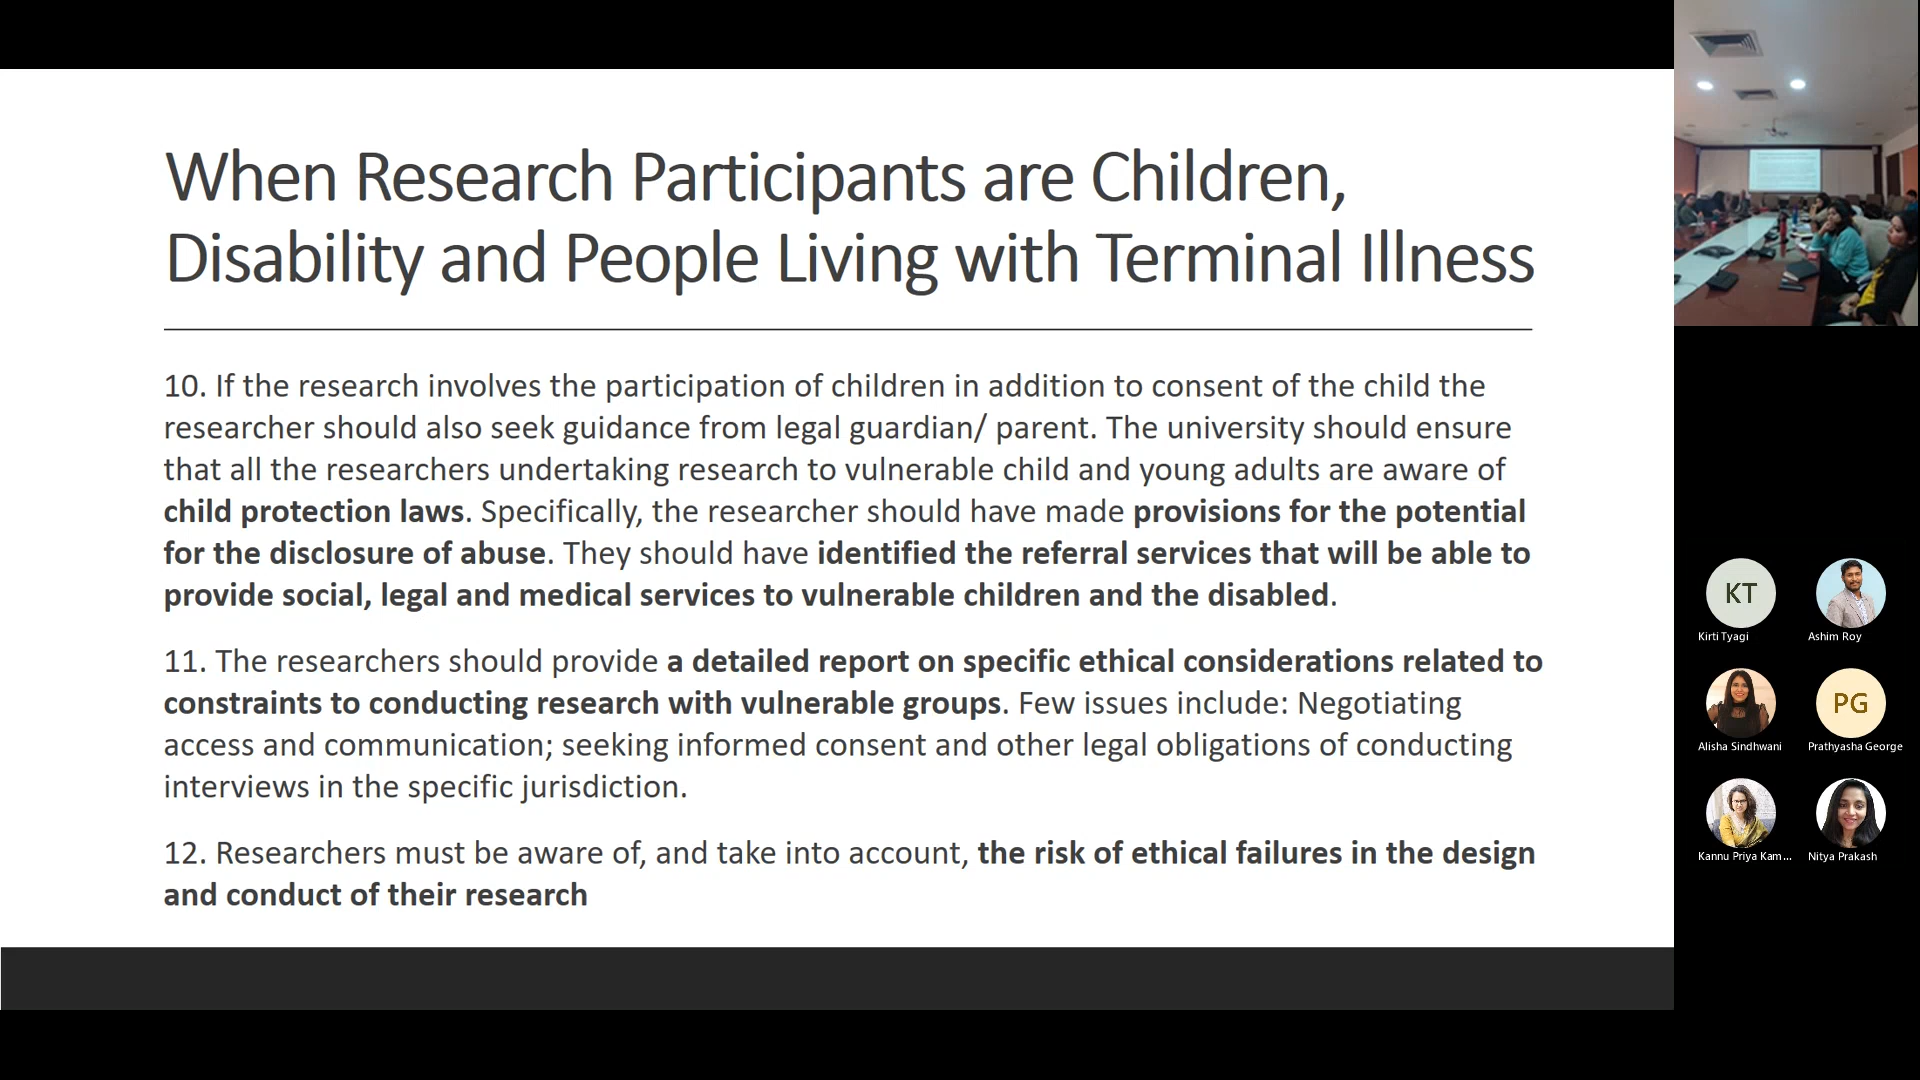 When Research Participants are Children,
Disability and People Living with Terminal Illness
10. If the research involves the participation of children in addition to consent of the child the
researcher should also seek guidance from legal guardian/ parent. The university should ensure
that all the researchers undertaking research to vulnerable child and young adults are aware of
child protection laws. Specifically, the researcher should have made provisions for the potential
for the disclosure of abuse. They should have identified the referral services that will be able to
provide social, legal and medical services to vulnerable children and the disabled.
11. The researchers should provide a detailed report on specific ethical considerations related to
constraints to conducting research with vulnerable groups. Few issues include: Negotiating
access and communication; seeking informed consent and other legal obligations of conducting
interviews in the specific jurisdiction.
12. Researchers must be aware of, and take into account, the risk of ethical failures in the design
and conduct of their research
KT
Kirti Tyagi
Ashim Roy
Alisha Sindhwani
PG
Prathyasha George
Kannu Priya Kam...
Nitya Prakash